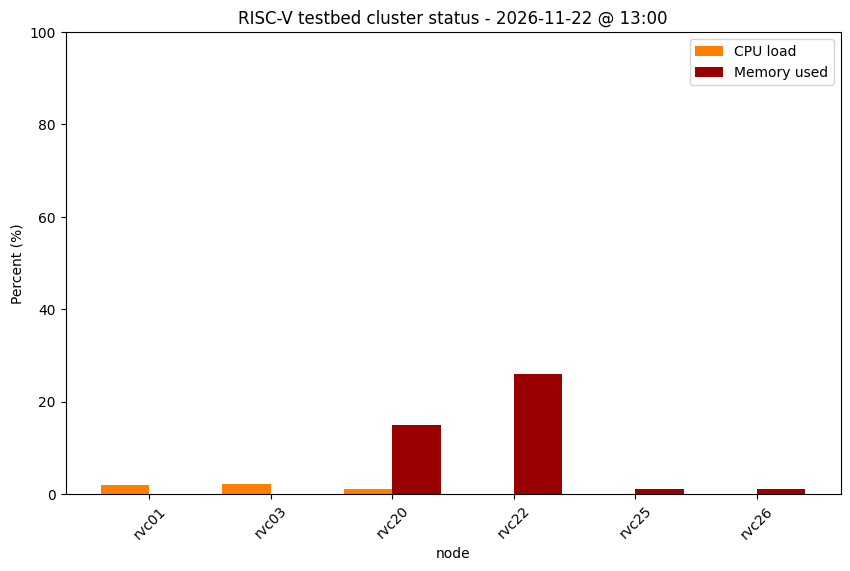 RISC-V testbed cluster status - 2026-11-22 @ 13:00
CPU load
Memory used
Percent (%)
100
80
60
40
20
0
rvc01
rvc03
rvc20
rvc22
rvc25
rvc26
node